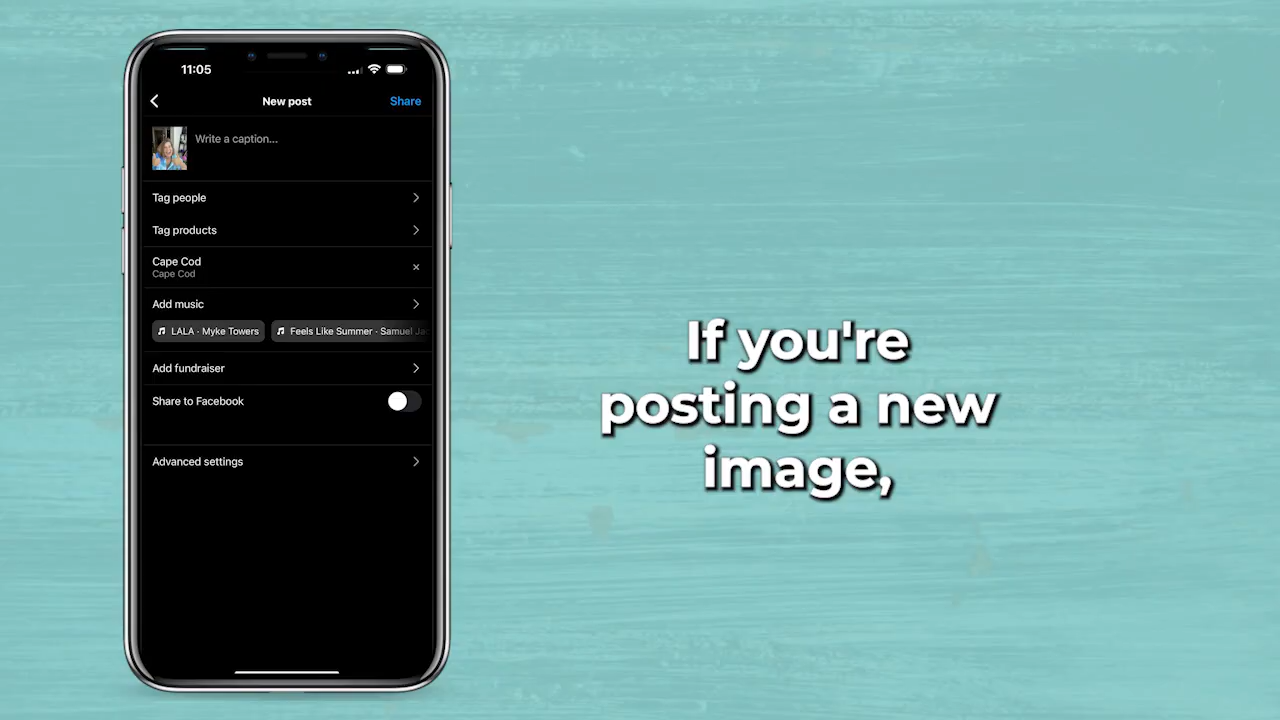 11:05
New post
Share
Write a caption...
Tag people
Tag products
Cape Cod
Cape Cod
Add music
LALA · Myke Towers
Feels Like Summer · Samuel
Add fundraiser
Share to Facebook
Advanced settings
If you're
posting a new
image,